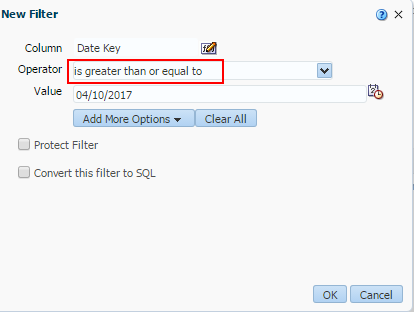 New Filter
Column Date Key
Operator is greater than or equal to
Value 04/10/2017
Add More Options Clear All
Protect Filter
Convert this filter to SQL
OK Cancel